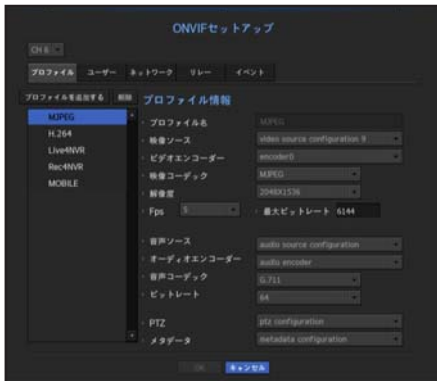 ONVIFセットアップ
CH 6
プロファイル ユーザー ネットワーク リレー イベント
プロファイルを追加する 削除 プロファイル情報
MJPEG
H.264
Live4NVR
Rec4NVR
MOBILE
プロファイル名 MJPEG
映像ソース video source configuration 9
ビデオエンコーダー encoder0
映像コーデック MJPEG
解像度 2048X1536
Fps 5 最大ビットレート 6144
音声ソース audio source configuration
オーディオエンコーダー audio encoder
音声コーデック G.711
ビットレート 64
PTZ ptz configuration
メタデータ metadata configuration
OK キャンセル